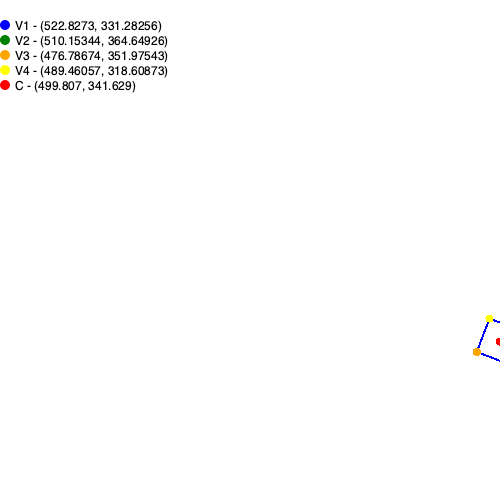 V1 - (522.8273, 331.28256)
V2 - (510.15344, 364.64926)
V3 - (476.78674, 351.97543)
V4 - (489.46057, 318.60873)
C - (499.807, 341.629)